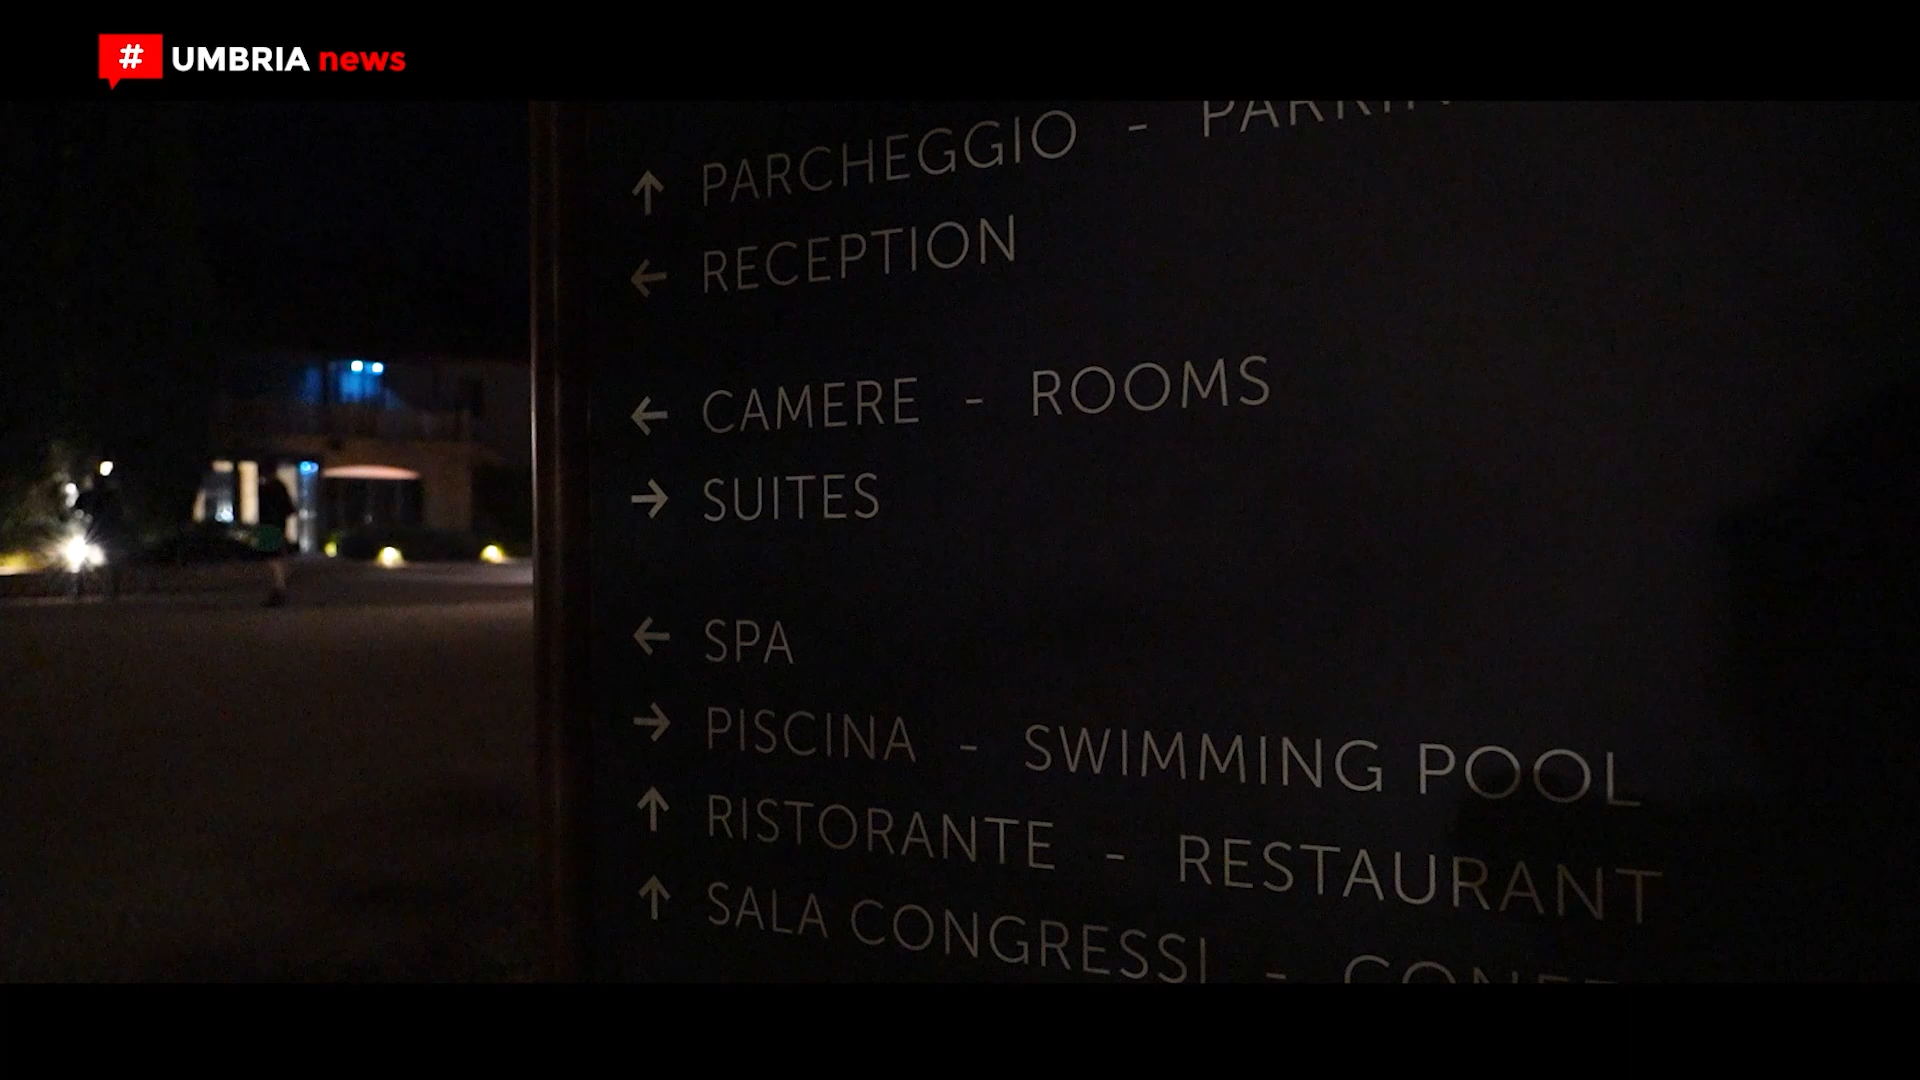 # UMBRIA news
↑ PARCHEGGIO -
← RECEPTION
← CAMERE - ROOMS
→ SUITES
← SPA
→ PISCINA - SWIMMING POOL
↑ RISTORANTE - RESTAURANT
↑ SALA CONGRESSI -